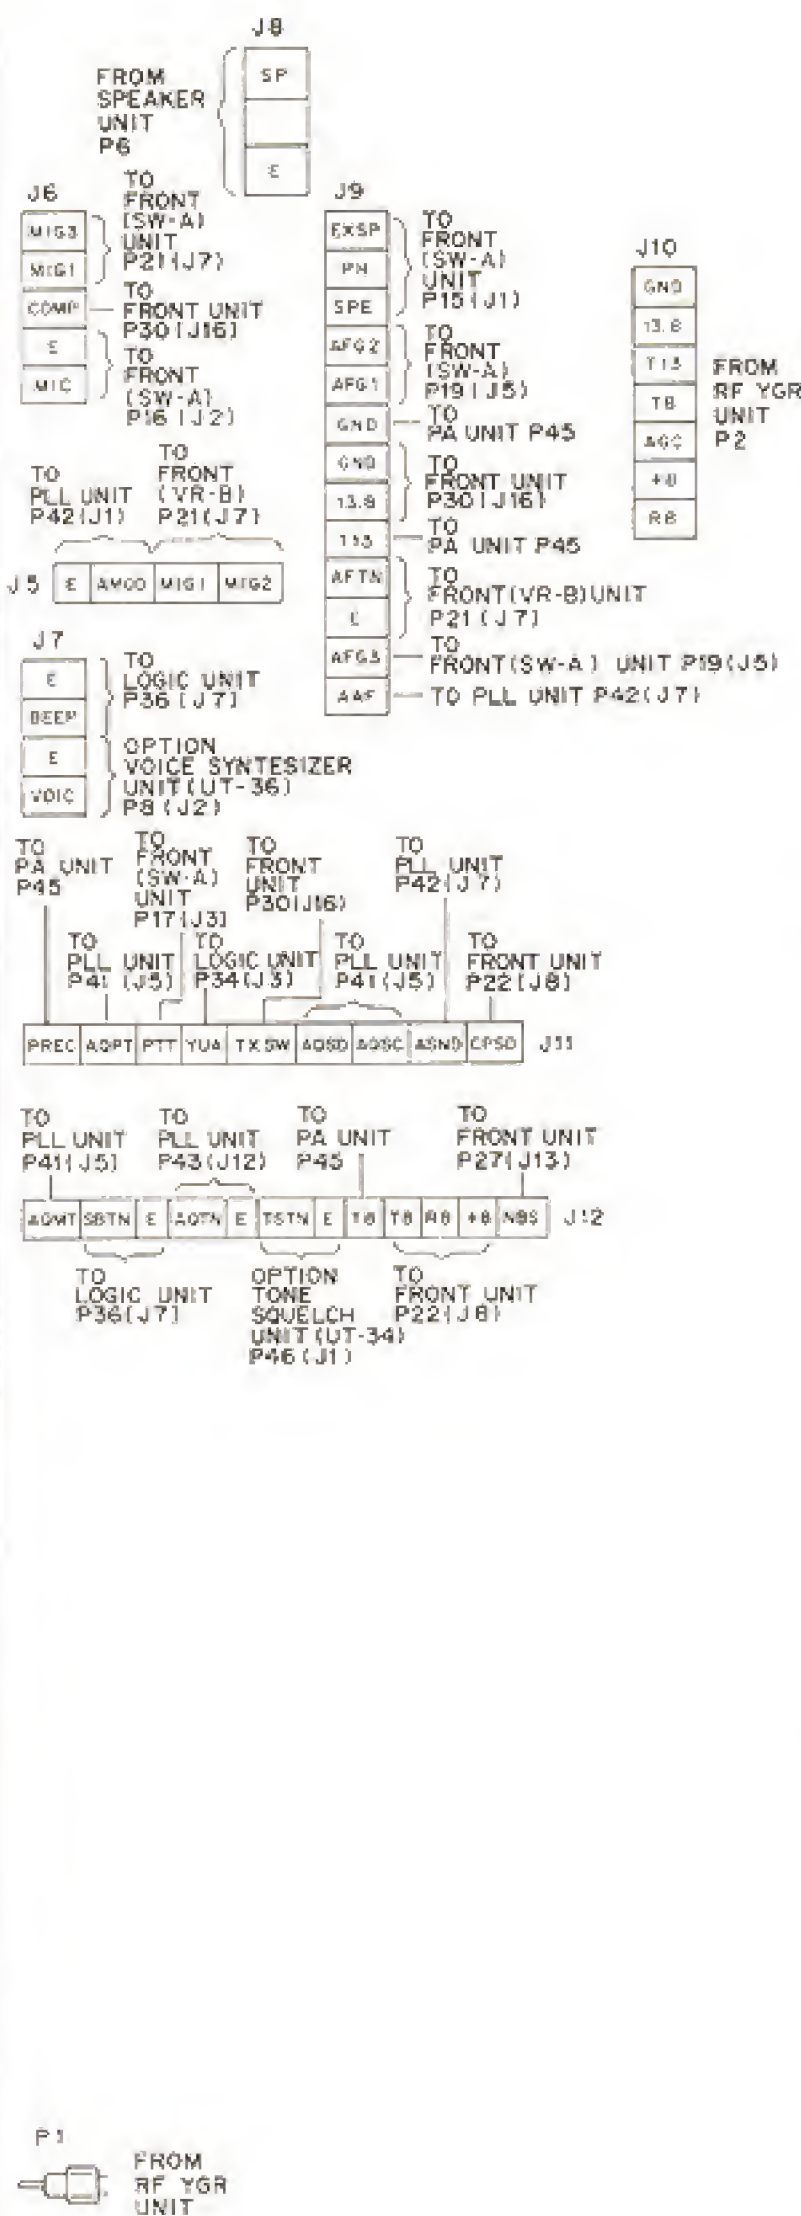 J8
FROM
SPEAKER
UNIT
P6
SP
E
J6
MIG3
MIG1
COMP
E
MIC
TO
FRONT
(SW-A)
UNIT
P21(J7)
TO
FRONT UNIT
P30(J16)
TO
FRONT
(SW-A)
P16(J2)
J9
EXSP
PH
SPE
AFG2
AFG1
GND
GND
13.8
T13
AFTN
E
AFG3
AAF
TO
FRONT
(SW-A)
UNIT
P15(J1)
TO
FRONT
(SW-A)
P19(J5)
TO
PA UNIT P45
TO
FRONT UNIT
P30(J16)
TO
PA UNIT P45
TO
FRONT(VR-B)UNIT
P21(J7)
TO
FRONT(SW-A) UNIT P19(J5)
TO PLL UNIT P42(J7)
J10
GND
13.8
T13
T8
AGC
+8
R8
FROM
RF YGR
UNIT
P2
TO
PLL UNIT
P42(J1)
TO
FRONT
(VR-B)
P21(J7)
J5
E AMOD MIG1 MIG2
J7
E
BEEP
E
VOIC
TO
LOGIC UNIT
P36(J7)
OPTION
VOICE SYNTESIZER
UNIT(UT-36)
P8(J2)
TO
PA UNIT
P45
TO
FRONT
(SW-A)
UNIT
P17(J3)
TO
FRONT
UNIT
P30(J16)
TO
PLL UNIT
P42(J7)
TO
PLL UNIT
P41(J5)
TO
LOGIC UNIT
P34(J3)
TO
PLL UNIT
P41(J5)
TO
FRONT UNIT
P22(J8)
PREC AQPT PTT YUA TXSW AQSD AQSC ASND CPSD J11
TO
PLL UNIT
P41(J5)
TO
PLL UNIT
P43(J12)
TO
PA UNIT
P45
TO
FRONT UNIT
P27(J13)
AQMT SBTN E AQTN E TSTN E T8 T8 R8 +8 NBS J12
TO
LOGIC UNIT
P36(J7)
OPTION
TONE
SQUELCH
UNIT(UT-34)
P46(J1)
TO
FRONT UNIT
P22(J8)
P1
FROM
RF YGR
UNIT